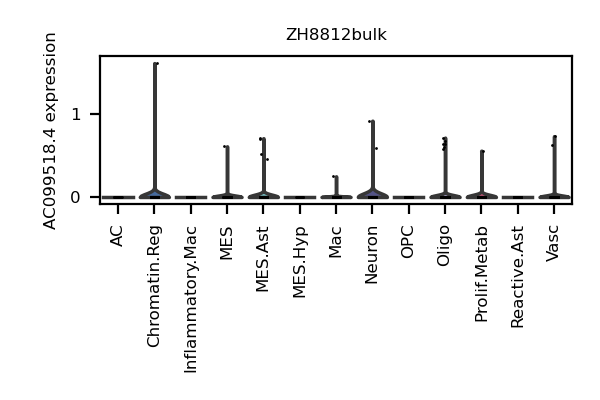 ZH8812bulk
AC099518.4 expression
1
0
AC
Chromatin.Reg
Inflammatory.Mac
MES
MES.Ast
MES.Hyp
Mac
Neuron
OPC
Oligo
Prolif.Metab
Reactive.Ast
Vasc